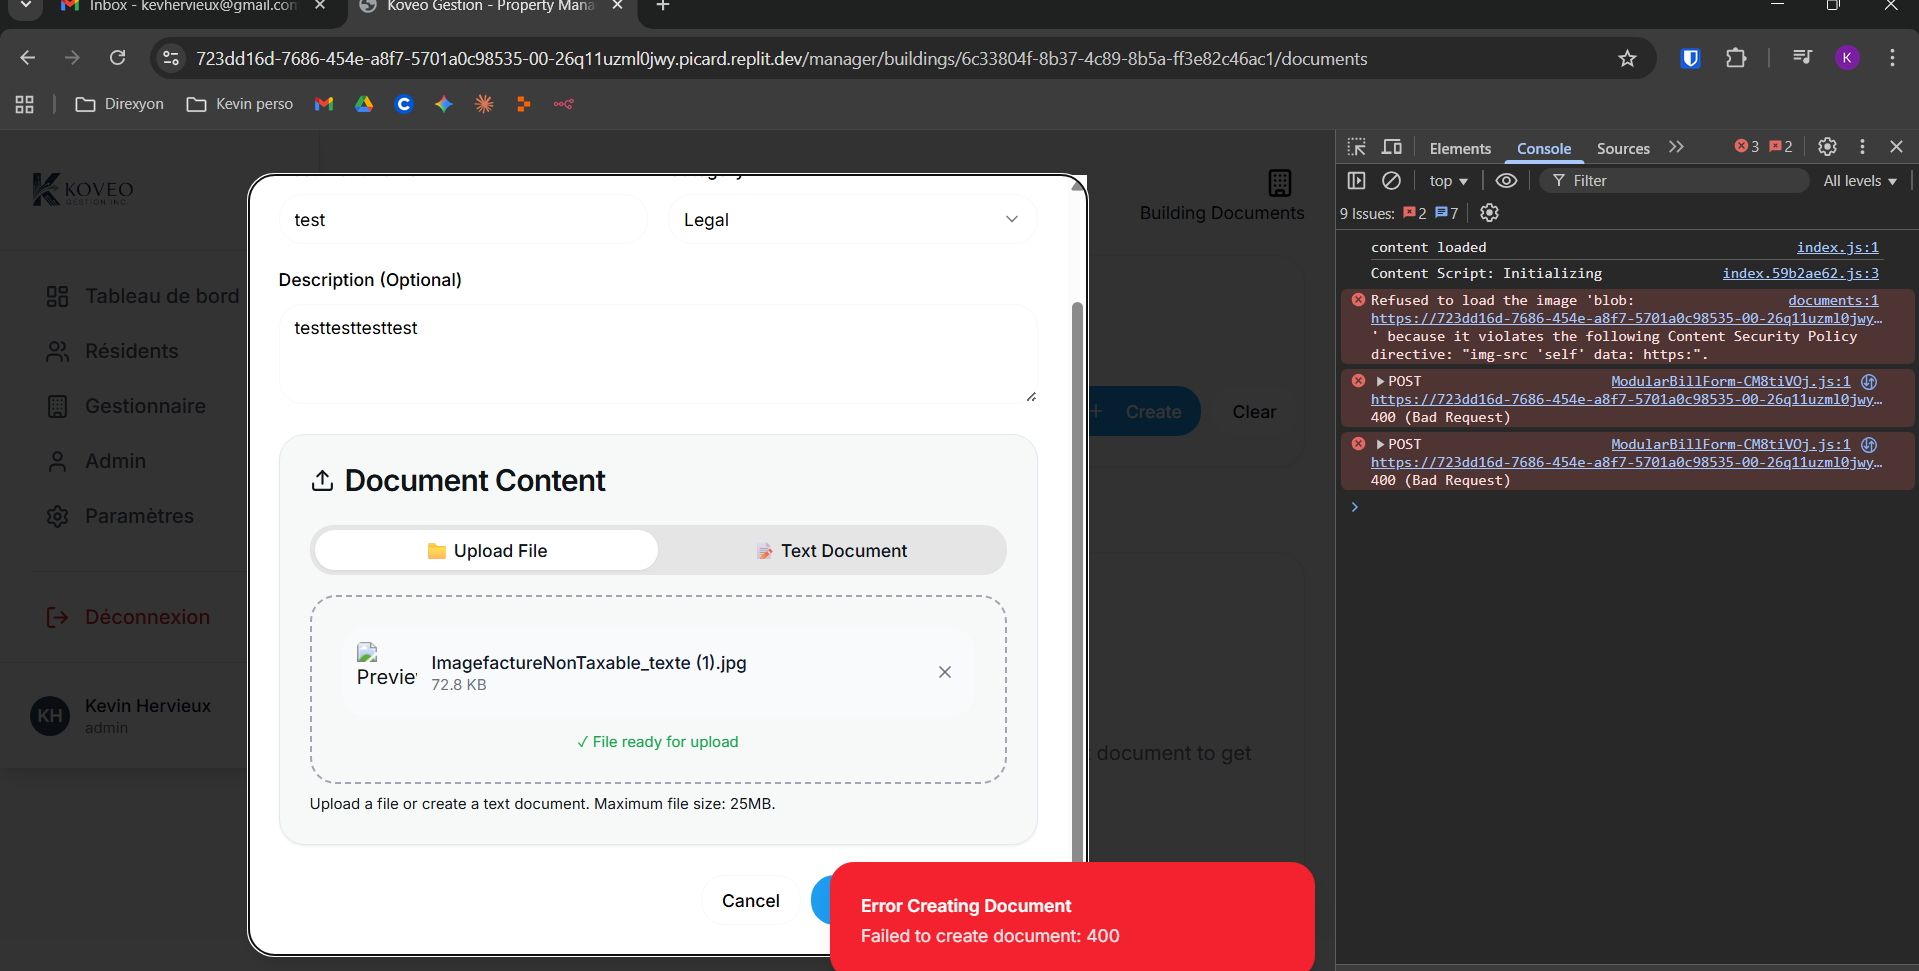 Inbox - kevhervieux@gmail.com
Koveo Gestion - Property Mana
723dd16d-7686-454e-a8f7-5701a0c98535-00-26q11uzml0jwy.picard.replit.dev/manager/buildings/6c33804f-8b37-4c89-8b5a-ff3e82c46ac1/documents
K
Direxyon
Kevin perso
KOVEO
GESTION INC.
Tableau de bord
Résidents
Gestionnaire
Admin
Paramètres
Déconnexion
KH
Kevin Hervieux
admin
Building Documents
Create
Clear
document to get
test
Legal
Description (Optional)
testtesttesttest
Document Content
Upload File
Text Document
Preview
ImagefactureNonTaxable_texte (1).jpg
72.8 KB
✓ File ready for upload
Upload a file or create a text document. Maximum file size: 25MB.
Cancel
Error Creating Document
Failed to create document: 400
Elements
Console
Sources
3
2
top
Filter
All levels
9 Issues: 2 7
content loaded index.js:1
Content Script: Initializing index.59b2ae62.js:3
Refused to load the image 'blob: documents:1
https://723dd16d-7686-454e-a8f7-5701a0c98535-00-26q11uzml0jwy…
' because it violates the following Content Security Policy
directive: "img-src 'self' data: https:".
POST ModularBillForm-CM8tiVOj.js:1
https://723dd16d-7686-454e-a8f7-5701a0c98535-00-26q11uzml0jwy…
400 (Bad Request)
POST ModularBillForm-CM8tiVOj.js:1
https://723dd16d-7686-454e-a8f7-5701a0c98535-00-26q11uzml0jwy…
400 (Bad Request)